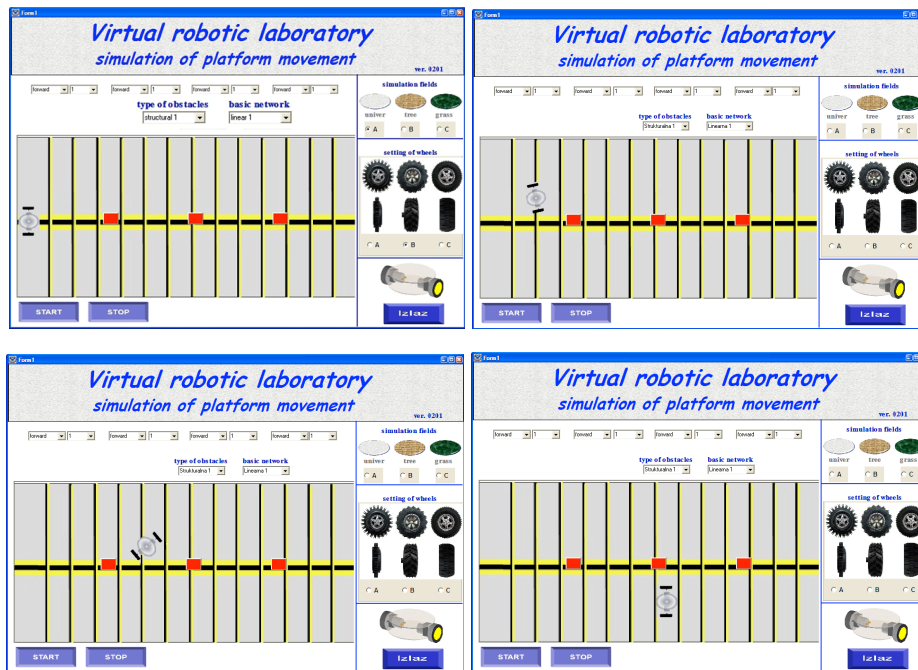 Form1
Virtual robotic laboratory
simulation of platform movement
ver. 0201
forward 1 forward 1 forward 1 forward 1
type of obstacles basic network
structural 1 linear 1
simulation fields
univer tree grass
A B C
setting of wheels
A B C
START STOP
Izlaz
Form1
Virtual robotic laboratory
simulation of platform movement
ver. 0201
forward 1 forward 1 forward 1 forward 1
type of obstacles basic network
Strukturalna 1 Linearna 1
simulation fields
univer tree grass
A B C
setting of wheels
A B C
START STOP
Izlaz
Form1
Virtual robotic laboratory
simulation of platform movement
ver. 0201
forward 1 forward 1 forward 1 forward 1
type of obstacles basic network
Strukturalna 1 Linearna 1
simulation fields
univer tree grass
A B C
setting of wheels
A B C
START STOP
Izlaz
Form1
Virtual robotic laboratory
simulation of platform movement
ver. 0201
forward 1 forward 1 forward 1 forward 1
type of obstacles basic network
Strukturalna 1 Linearna 1
simulation fields
univer tree grass
A B C
setting of wheels
A B C
START STOP
Izlaz